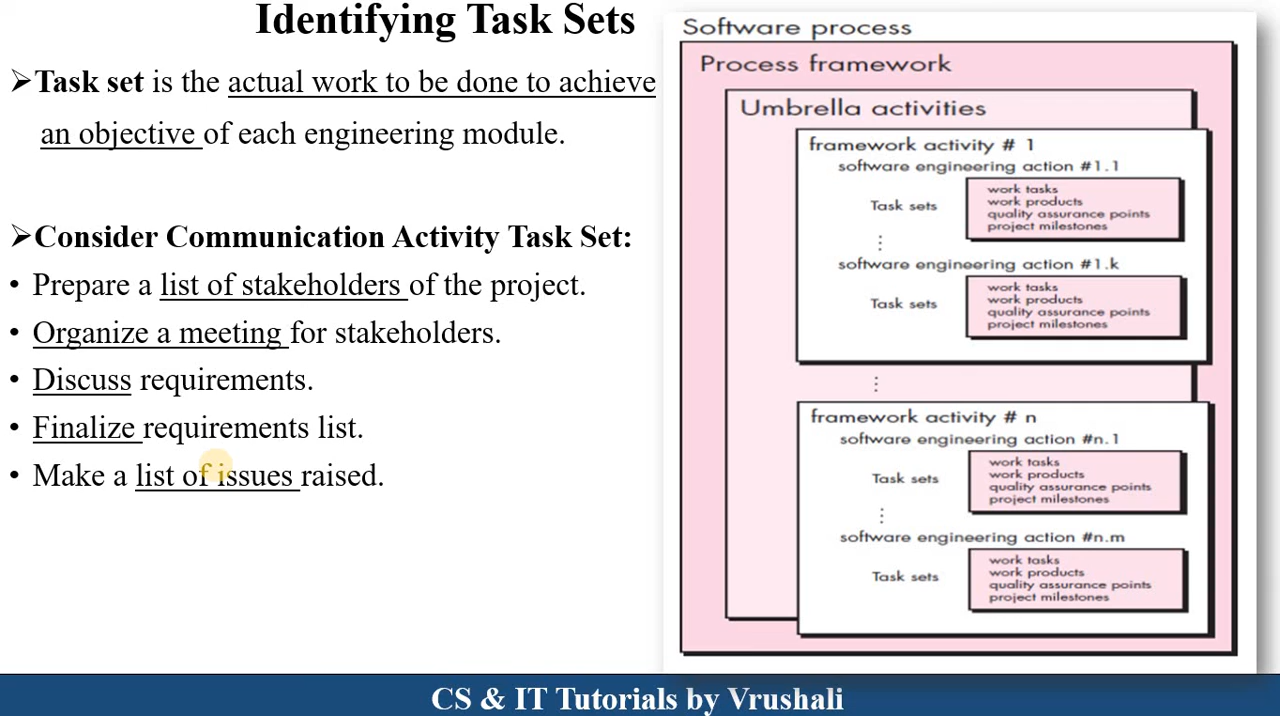 Identifying Task Sets
➢Task set is the actual work to be done to achieve
an objective of each engineering module.
➢Consider Communication Activity Task Set:
• Prepare a list of stakeholders of the project.
• Organize a meeting for stakeholders.
• Discuss requirements.
• Finalize requirements list.
• Make a list of issues raised.
Software process
Process framework
Umbrella activities
framework activity # 1
software engineering action #1.1
Task sets
work tasks
work products
quality assurance points
project milestones
software engineering action #1.k
Task sets
work tasks
work products
quality assurance points
project milestones
framework activity # n
software engineering action #n.1
Task sets
work tasks
work products
quality assurance points
project milestones
software engineering action #n.m
Task sets
work tasks
work products
quality assurance points
project milestones
CS & IT Tutorials by Vrushali